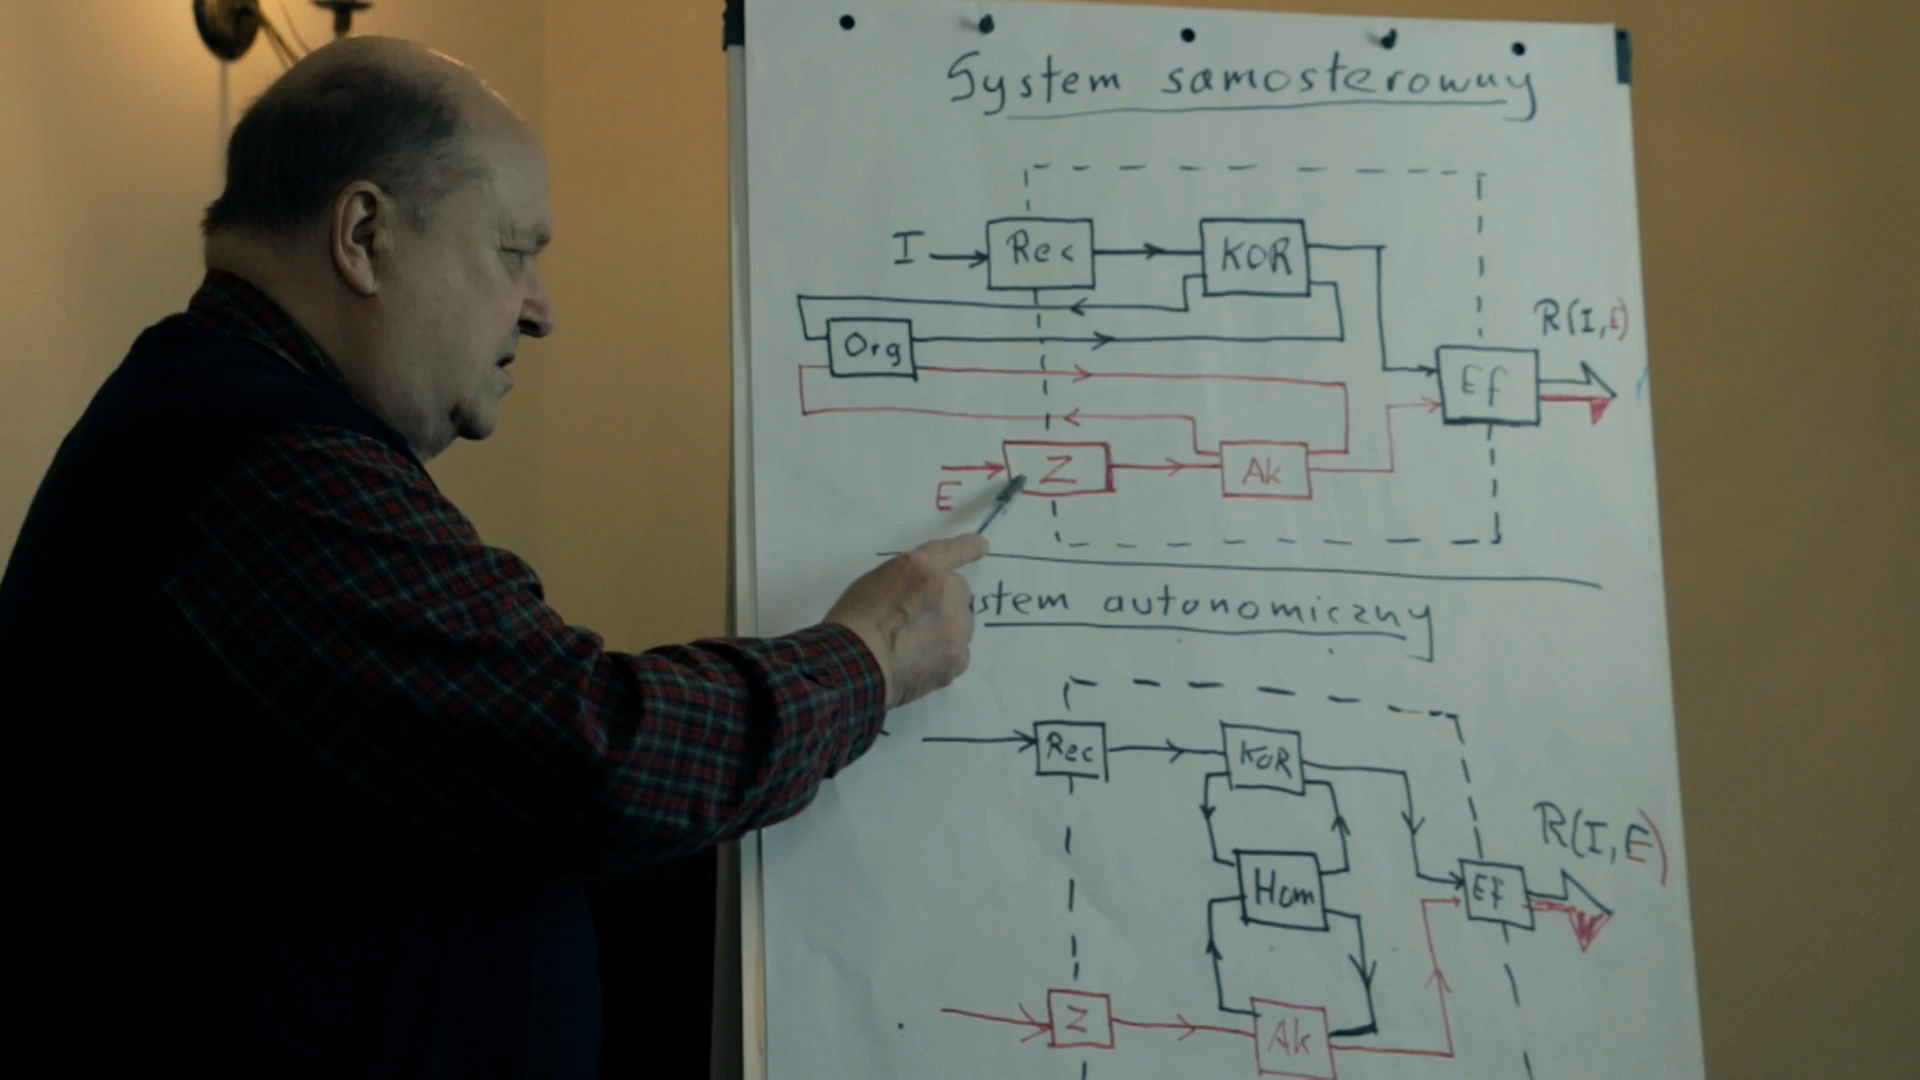 System samosterowny
I Rec KOR
R(I,E)
Org
Ef
E Z Ak
stem autonomiczny
Rec KOR
R(I,E)
Hom Ef
Z Ak